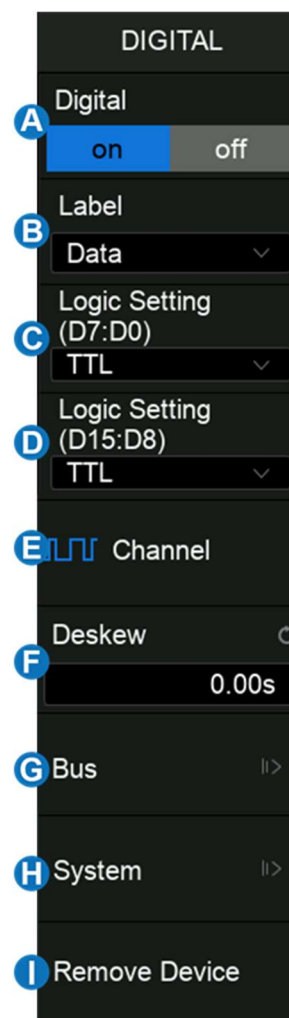 DIGITAL
Digital
A
on off
Label
B
Data
Logic Setting
C (D7:D0)
TTL
Logic Setting
D (D15:D8)
TTL
E Channel
Deskew
F
0.00s
G Bus
H System
I Remove Device